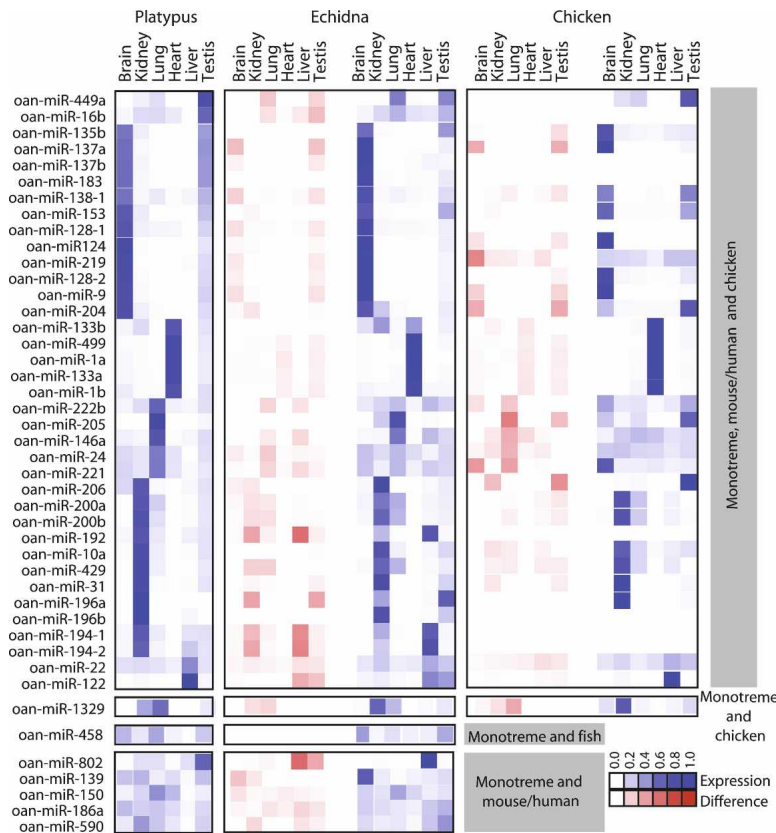 Platypus Echidna Chicken
Brain Kidney Lung Heart Liver Testis Brain Kidney Lung Heart Liver Testis Brain Kidney Lung Heart Liver Testis Brain Kidney Lung Heart Liver Testis Brain Kidney Lung Heart Liver Testis
oan-miR-449a
oan-miR-16b
oan-miR-135b
oan-miR-137a
oan-miR-137b
oan-miR-183
oan-miR-138-1
oan-miR-153
oan-miR-128-1
oan-miR124
oan-miR-219
oan-miR-128-2
oan-miR-9
oan-miR-204
oan-miR-133b
oan-miR-499
oan-miR-1a
oan-miR-133a
oan-miR-1b
oan-miR-222b
oan-miR-205
oan-miR-146a
oan-miR-24
oan-miR-221
oan-miR-206
oan-miR-200a
oan-miR-200b
oan-miR-192
oan-miR-10a
oan-miR-429
oan-miR-31
oan-miR-196a
oan-miR-196b
oan-miR-194-1
oan-miR-194-2
oan-miR-22
oan-miR-122
Monotreme, mouse/human and chicken
oan-miR-1329
Monotreme
and
chicken
oan-miR-458
Monotreme and fish
oan-miR-802
oan-miR-139
oan-miR-150
oan-miR-186a
oan-miR-590
Monotreme and
mouse/human
0.0 0.2 0.4 0.6 0.8 1.0
Expression
Difference